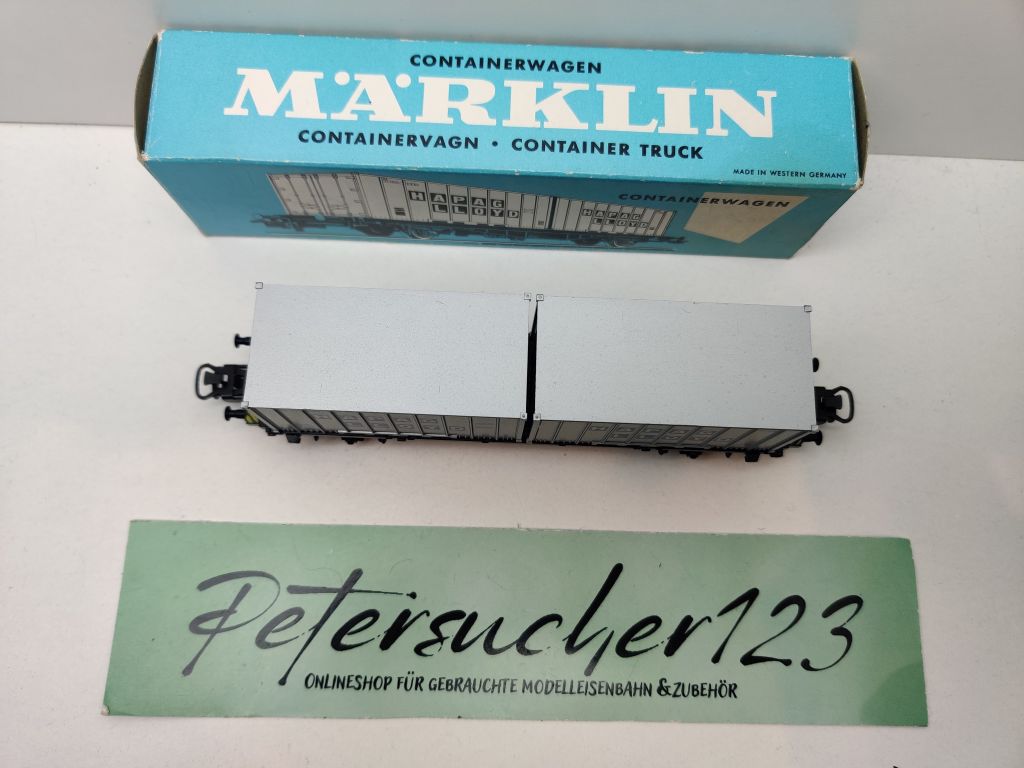 CONTAINERWAGEN
MÄRKLIN
CONTAINERVAGN • CONTAINER TRUCK
MADE IN WESTERN GERMANY
CONTAINERWAGEN
HAPAG
LLOYD
HAPAG
LLOYD
Petersucher123
ONLINESHOP FÜR GEBRAUCHTE MODELLEISENBAHN & ZUBEHÖR